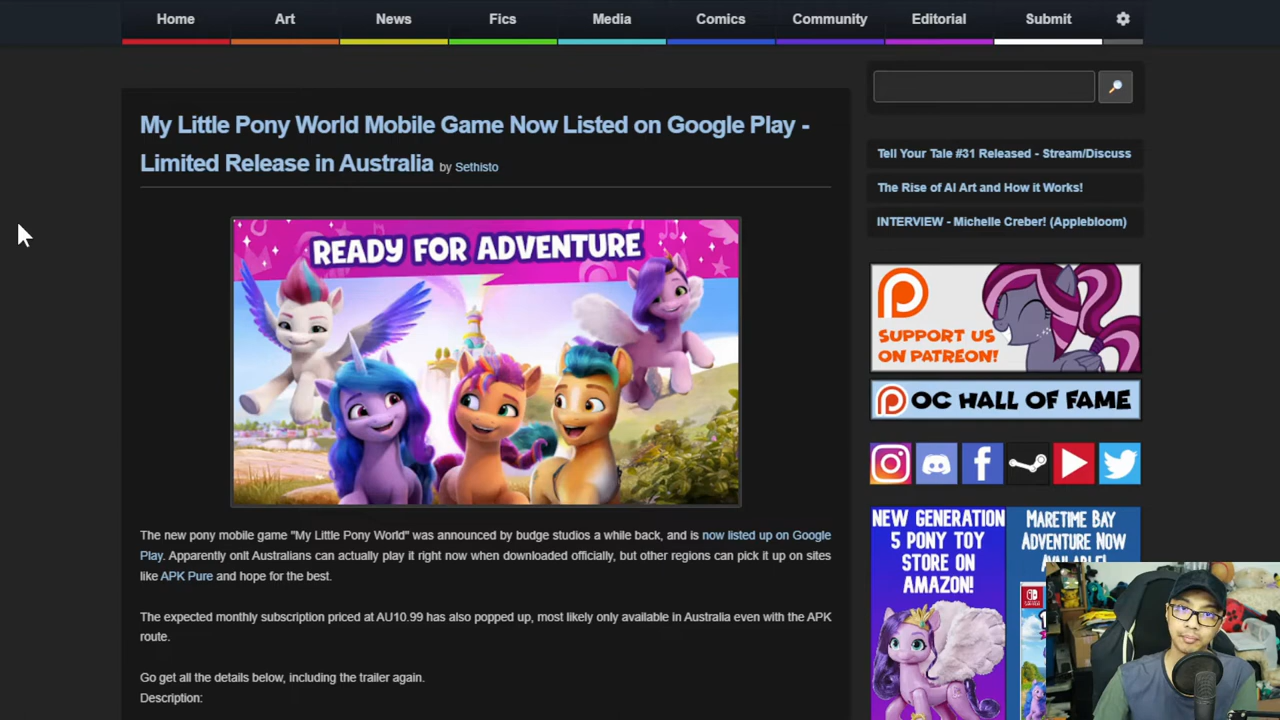 Home Art News Fics Media Comics Community Editorial Submit
My Little Pony World Mobile Game Now Listed on Google Play -
Limited Release in Australia by Sethisto
READY FOR ADVENTURE
The new pony mobile game "My Little Pony World" was announced by budge studios a while back, and is now listed up on Google
Play. Apparently onlt Australians can actually play it right now when downloaded officially, but other regions can pick it up on sites
like APK Pure and hope for the best.
The expected monthly subscription priced at AU10.99 has also popped up, most likely only available in Australia even with the APK
route.
Go get all the details below, including the trailer again.
Description:
Tell Your Tale #31 Released - Stream/Discuss
The Rise of AI Art and How it Works!
INTERVIEW - Michelle Creber! (Applebloom)
SUPPORT US
ON PATREON!
OC HALL OF FAME
NEW GENERATION
5 PONY TOY
STORE ON
AMAZON!
MARETIME BAY
ADVENTURE NOW